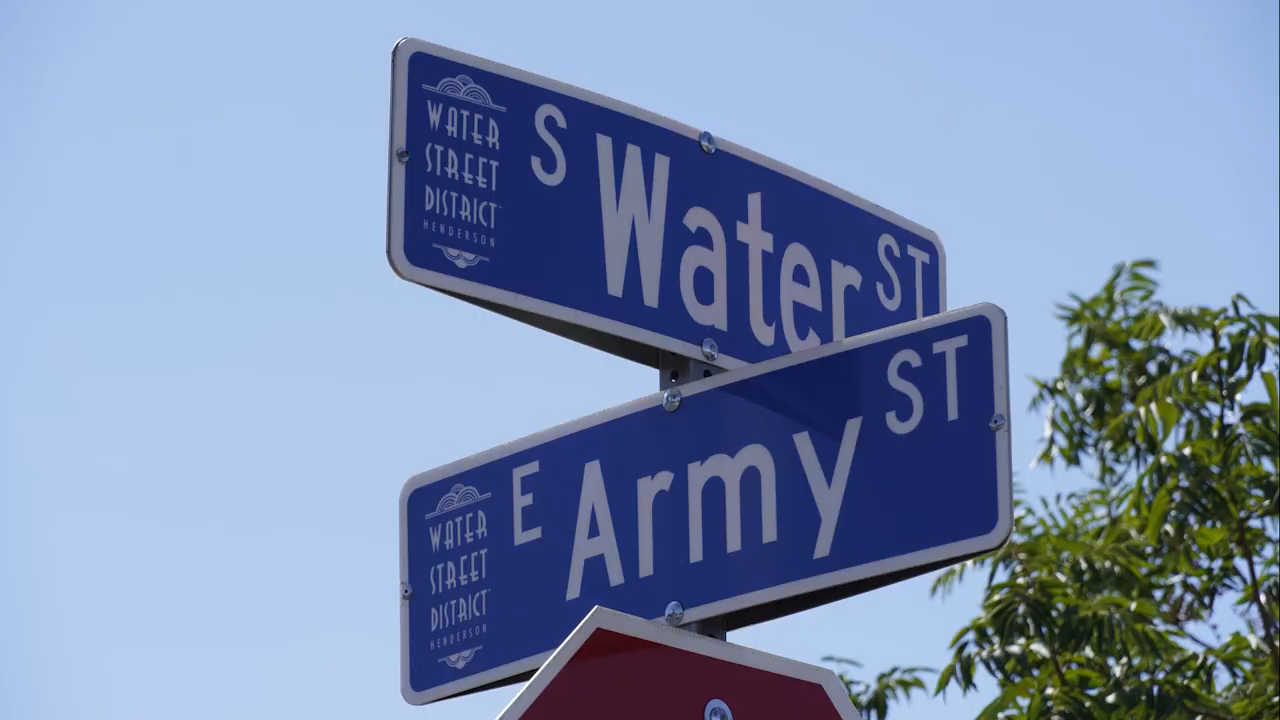 WATER
STREET
DISTRICT
HENDERSON
S Water ST
WATER
STREET
DISTRICT
HENDERSON
E Army ST